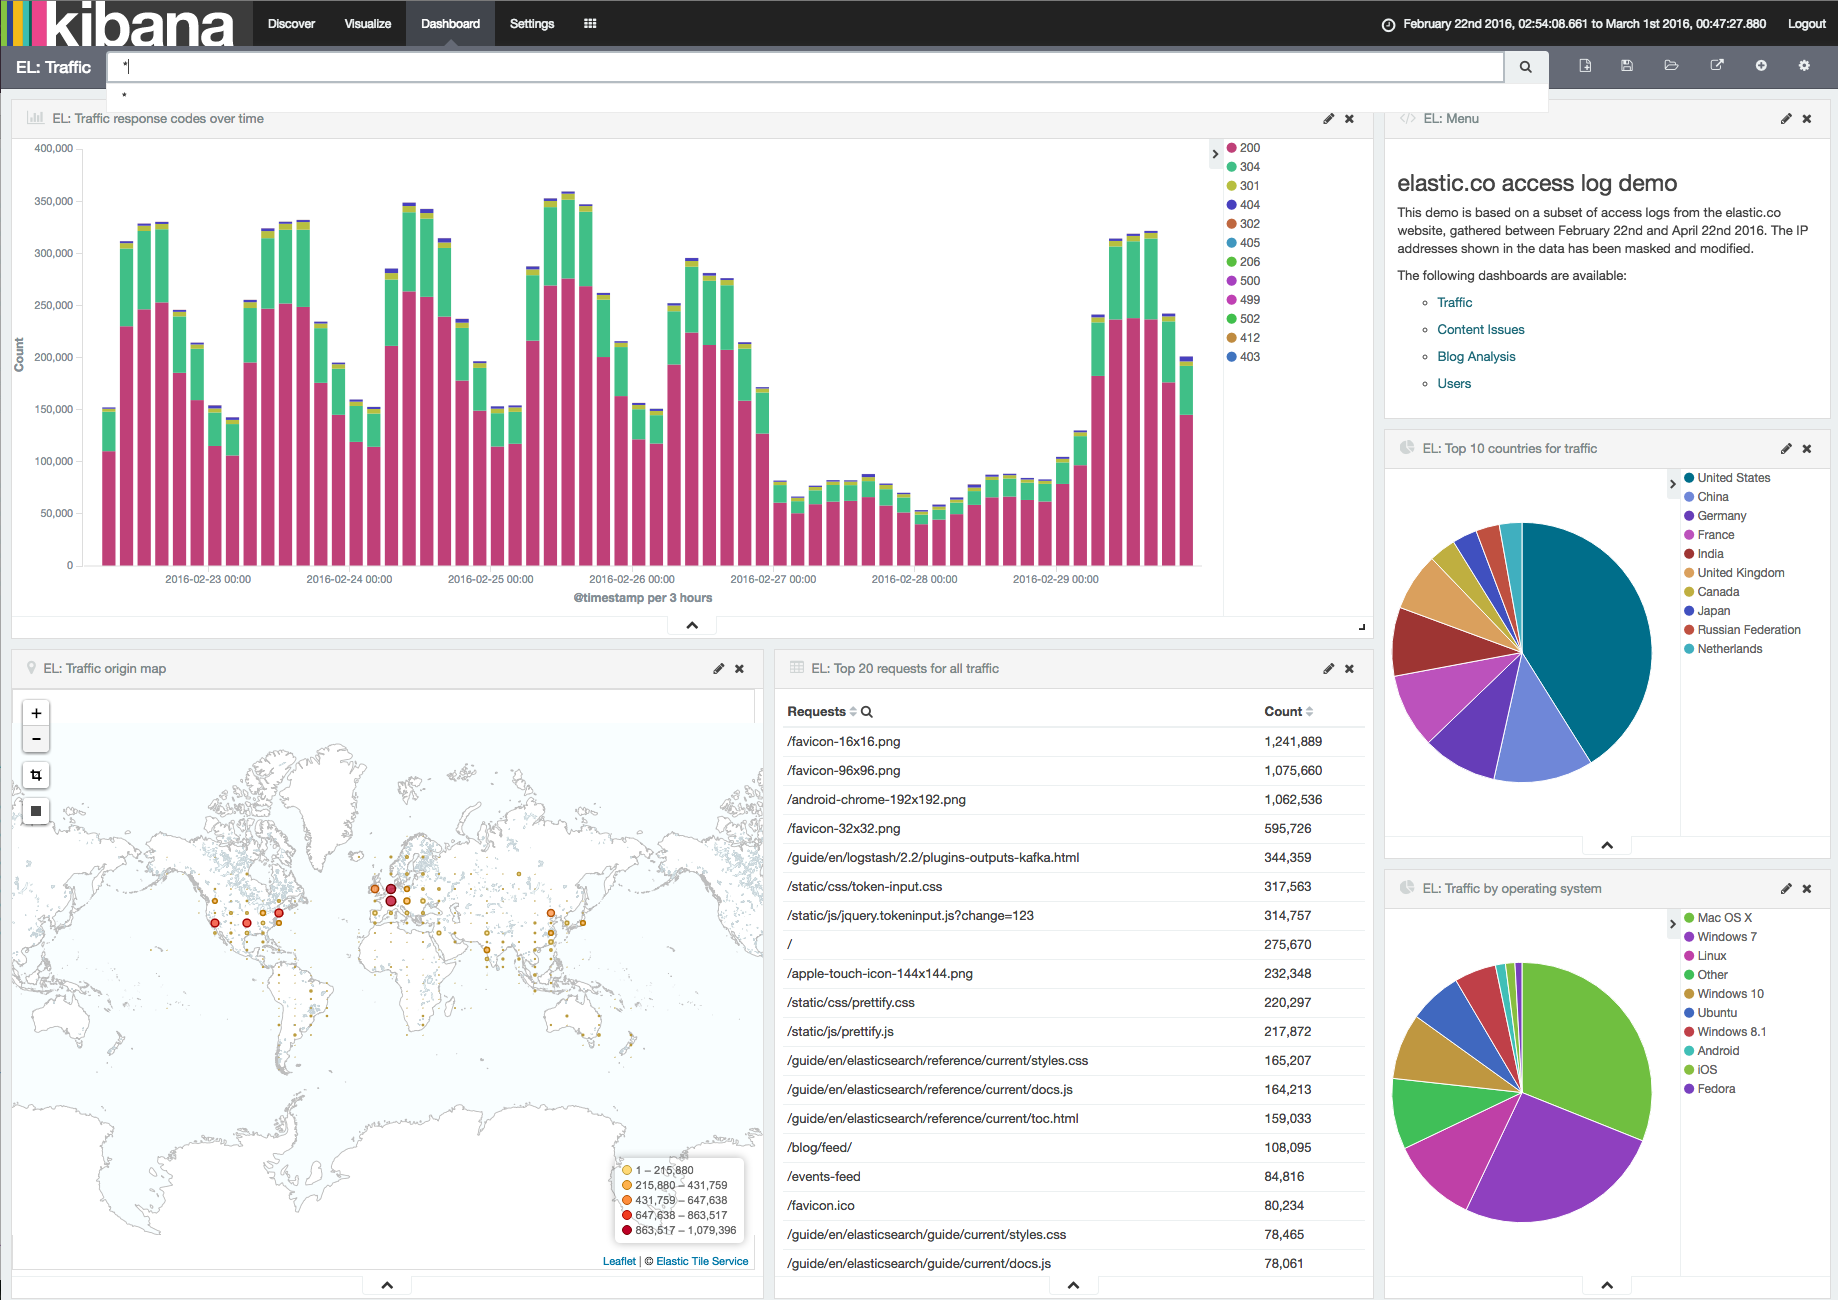 kibana
Discover
Visualize
Dashboard
Settings
February 22nd 2016, 02:54:08.661 to March 1st 2016, 00:47:27.880
Logout
EL: Traffic
*
*
EL: Traffic response codes over time
400,000
350,000
300,000
250,000
200,000
150,000
100,000
50,000
0
Count
2016-02-23 00:00
2016-02-24 00:00
2016-02-25 00:00
2016-02-26 00:00
2016-02-27 00:00
2016-02-28 00:00
2016-02-29 00:00
@timestamp per 3 hours
200
304
301
404
302
405
206
500
499
502
412
403
EL: Menu
elastic.co access log demo
This demo is based on a subset of access logs from the elastic.co
website, gathered between February 22nd and April 22nd 2016. The IP
addresses shown in the data has been masked and modified.
The following dashboards are available:
Traffic
Content Issues
Blog Analysis
Users
EL: Top 10 countries for traffic
United States
China
Germany
France
India
United Kingdom
Canada
Japan
Russian Federation
Netherlands
EL: Traffic origin map
+
−
1 – 215,880
215,880 – 431,759
431,759 – 647,638
647,638 – 863,517
863,517 – 1,079,396
Leaflet | © Elastic Tile Service
EL: Top 20 requests for all traffic
Requests Count
/favicon-16x16.png 1,241,889
/favicon-96x96.png 1,075,660
/android-chrome-192x192.png 1,062,536
/favicon-32x32.png 595,726
/guide/en/logstash/2.2/plugins-outputs-kafka.html 344,359
/static/css/token-input.css 317,563
/static/js/jquery.tokeninput.js?change=123 314,757
/ 275,670
/apple-touch-icon-144x144.png 232,348
/static/css/prettify.css 220,297
/static/js/prettify.js 217,872
/guide/en/elasticsearch/reference/current/styles.css 165,207
/guide/en/elasticsearch/reference/current/docs.js 164,213
/guide/en/elasticsearch/reference/current/toc.html 159,033
/blog/feed/ 108,095
/events-feed 84,816
/favicon.ico 80,234
/guide/en/elasticsearch/guide/current/styles.css 78,465
/guide/en/elasticsearch/guide/current/docs.js 78,061
EL: Traffic by operating system
Mac OS X
Windows 7
Linux
Other
Windows 10
Ubuntu
Windows 8.1
Android
iOS
Fedora